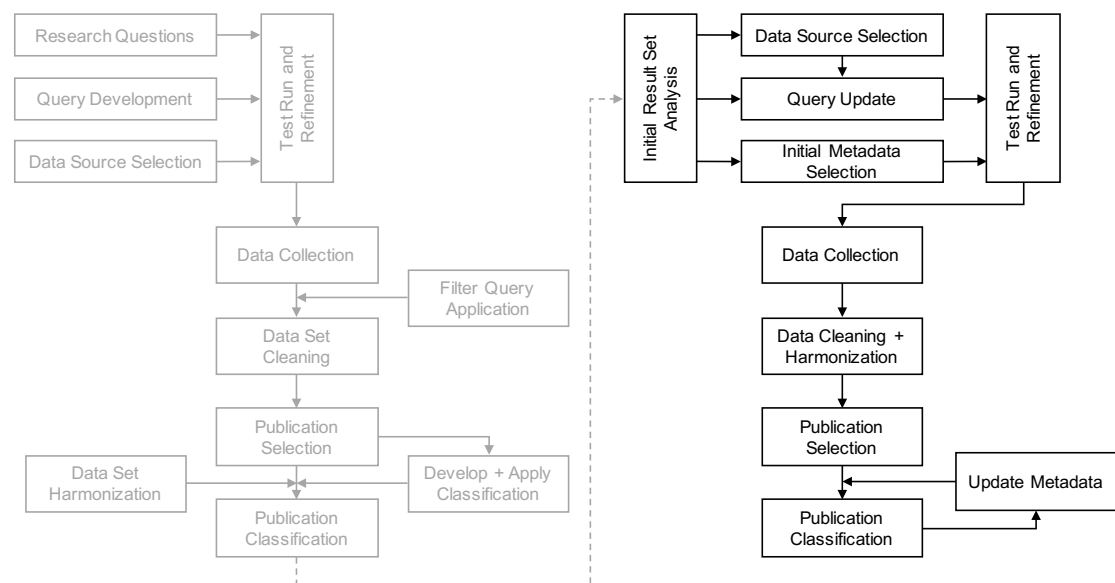 Research Questions
Query Development
Data Source Selection
Test Run and
Refinement
Data Collection
Filter Query
Application
Data Set
Cleaning
Publication
Selection
Data Set
Harmonization
Develop + Apply
Classification
Publication
Classification
Initial Result Set
Analysis
Data Source Selection
Query Update
Initial Metadata
Selection
Test Run and
Refinement
Data Collection
Data Cleaning +
Harmonization
Publication
Selection
Update Metadata
Publication
Classification